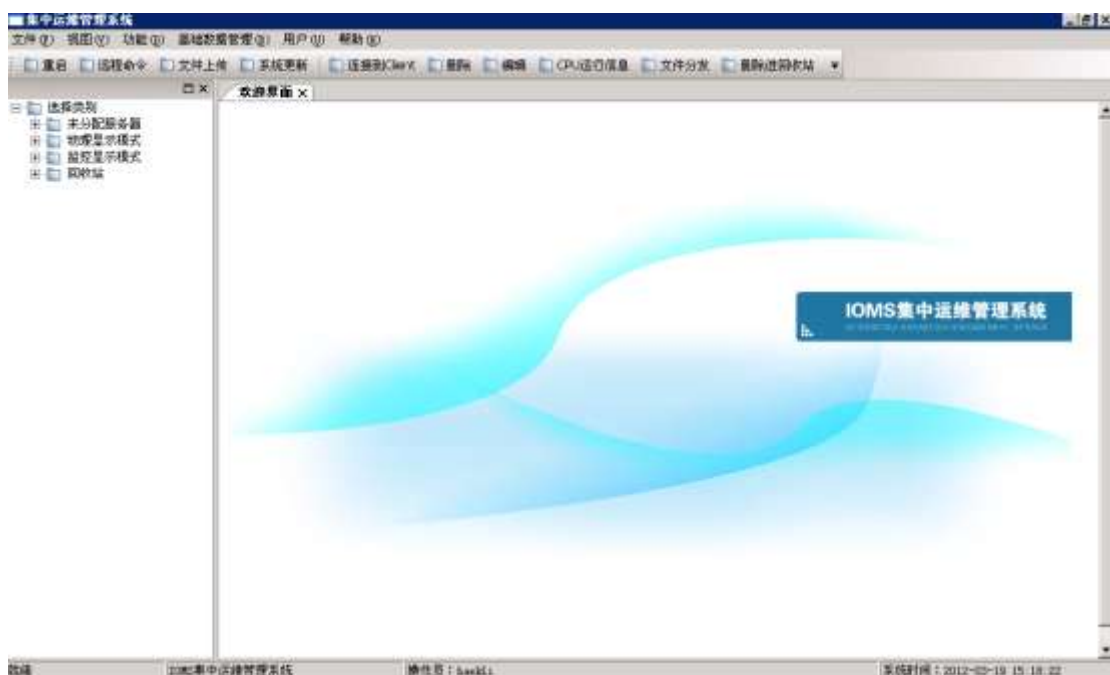 集中运维管理系统
文件(F) 视图(V) 功能(D) 基础数据管理(Q) 用户(U) 帮助(H)
重启 远程命令 文件上传 系统更新 连接到Client 删除 编辑 CPU运行信息 文件分发 删除进回收站
欢迎界面
选择类别
未分配服务器
物理显示模式
监控显示模式
回收站
IOMS集中运维管理系统
就绪 IOMS集中运维管理系统 操作员: 系统时间:2012-03-19 15:18:22